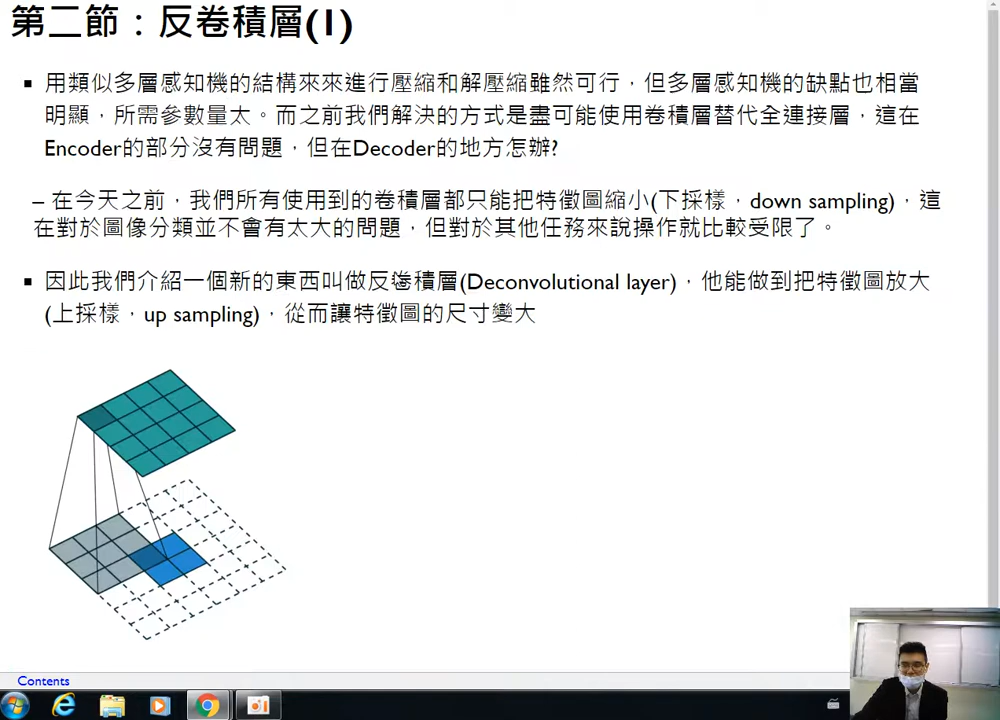 第二節：反卷積層(1)
用類似多層感知機的結構來來進行壓縮和解壓縮雖然可行，但多層感知機的缺點也相當
明顯，所需參數量太。而之前我們解決的方式是盡可能使用卷積層替代全連接層，這在
Encoder的部分沒有問題，但在Decoder的地方怎辦?
– 在今天之前，我們所有使用到的卷積層都只能把特徵圖縮小(下採樣，down sampling)，這
在對於圖像分類並不會有太大的問題，但對於其他任務來說操作就比較受限了。
因此我們介紹一個新的東西叫做反卷積層(Deconvolutional layer)，他能做到把特徵圖放大
(上採樣，up sampling)，從而讓特徵圖的尺寸變大
Contents